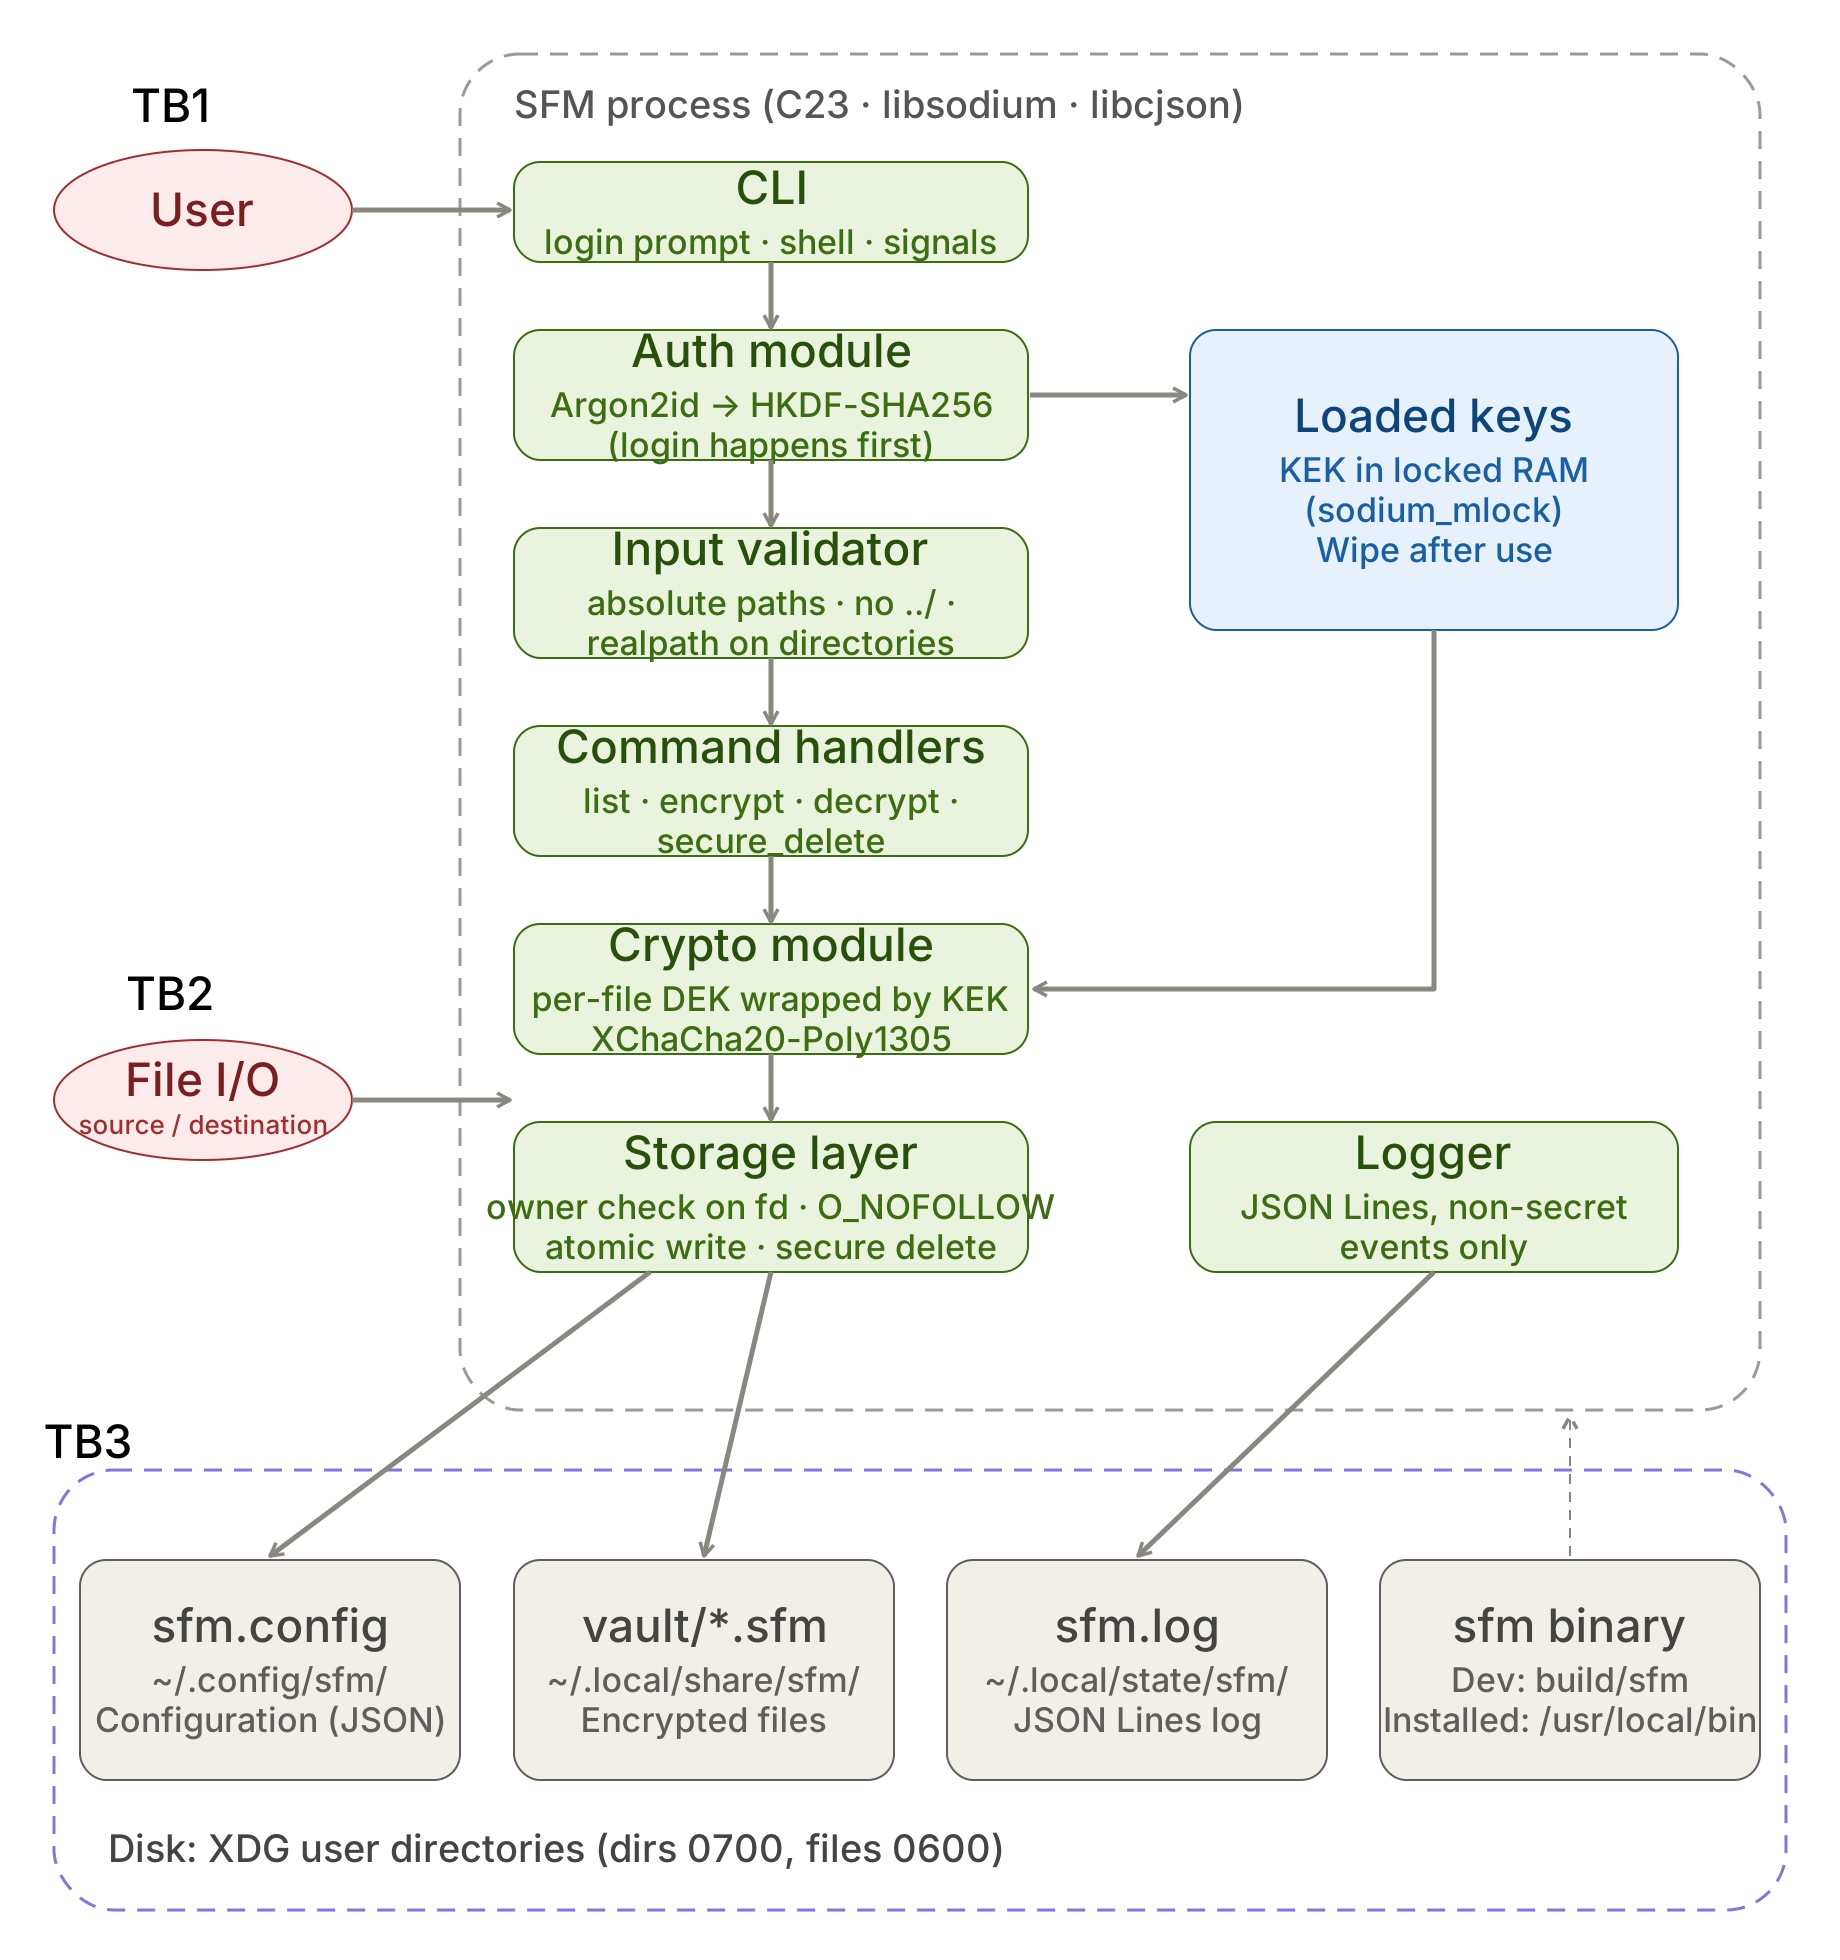 TB1
User
SFM process (C23 · libsodium · libcjson)
CLI
login prompt · shell · signals
Auth module
Argon2id → HKDF-SHA256
(login happens first)
Loaded keys
KEK in locked RAM
(sodium_mlock)
Wipe after use
Input validator
absolute paths · no ../ ·
realpath on directories
Command handlers
list · encrypt · decrypt ·
secure_delete
Crypto module
per-file DEK wrapped by KEK
XChaCha20-Poly1305
TB2
File I/O
source / destination
Storage layer
owner check on fd · O_NOFOLLOW
atomic write · secure delete
Logger
JSON Lines, non-secret
events only
TB3
sfm.config
~/.config/sfm/
Configuration (JSON)
vault/*.sfm
~/.local/share/sfm/
Encrypted files
sfm.log
~/.local/state/sfm/
JSON Lines log
sfm binary
Dev: build/sfm
Installed: /usr/local/bin
Disk: XDG user directories (dirs 0700, files 0600)